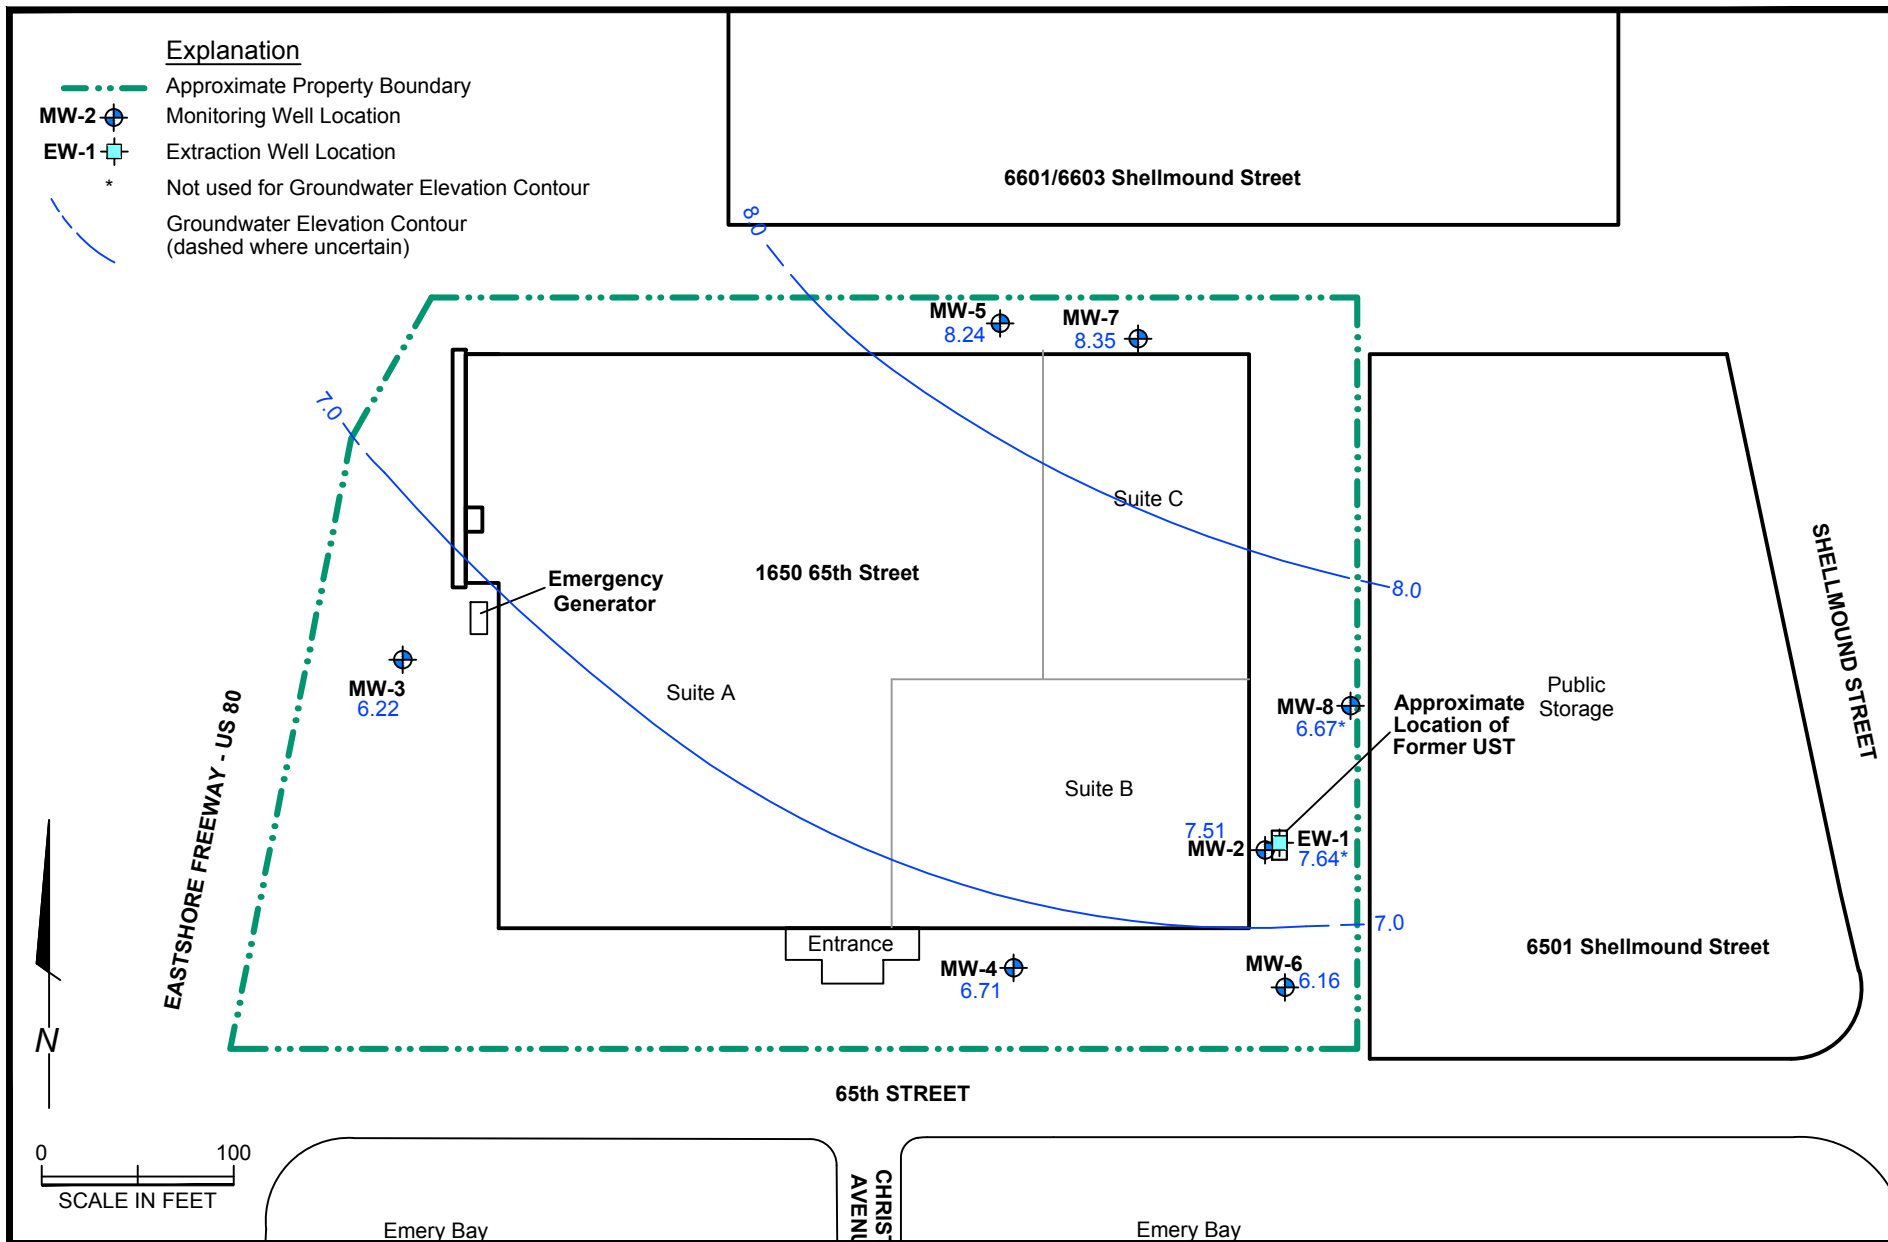 Explanation
Approximate Property Boundary
MW-2
Monitoring Well Location
EW-1
Extraction Well Location
*
Not used for Groundwater Elevation Contour
Groundwater Elevation Contour
(dashed where uncertain)
6601/6603 Shellmound Street
8.0
MW-5
8.24
MW-7
8.35
7.0
Suite C
1650 65th Street
Emergency
Generator
8.0
SHELLMOUND STREET
MW-3
6.22
Suite A
Public
Storage
MW-8
6.67*
Approximate
Location of
Former UST
EASTSHORE FREEWAY - US 80
Suite B
7.51
MW-2
EW-1
7.64*
7.0
Entrance
6501 Shellmound Street
MW-4
6.71
MW-6
6.16
N
65th STREET
0 100
SCALE IN FEET
CHRIST
AVENU
Emery Bay
Emery Bay